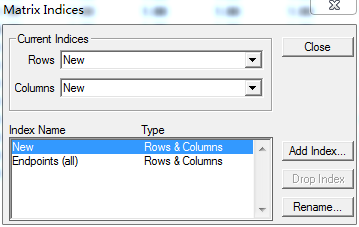 Matrix Indices
Current Indices
Rows New
Close
Columns New
Index Name Type
New Rows & Columns
Endpoints (all) Rows & Columns
Add Index...
Drop Index
Rename...